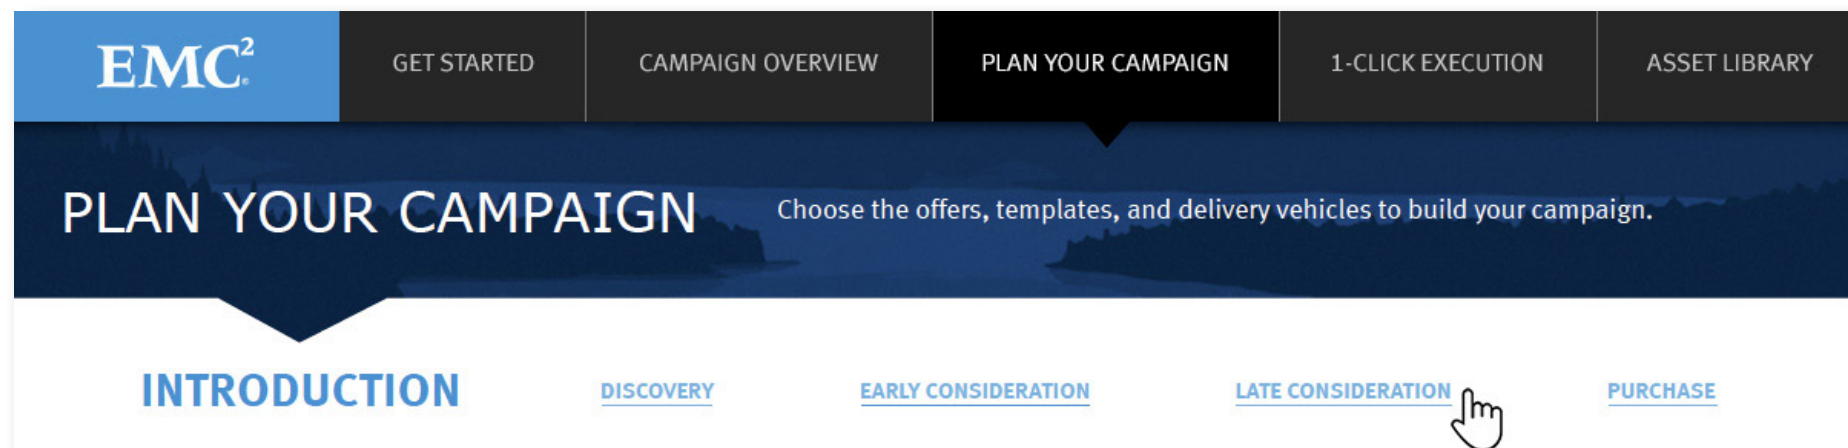 EMC²
GET STARTED
CAMPAIGN OVERVIEW
PLAN YOUR CAMPAIGN
1-CLICK EXECUTION
ASSET LIBRARY
PLAN YOUR CAMPAIGN
Choose the offers, templates, and delivery vehicles to build your campaign.
INTRODUCTION
DISCOVERY
EARLY CONSIDERATION
LATE CONSIDERATION
PURCHASE